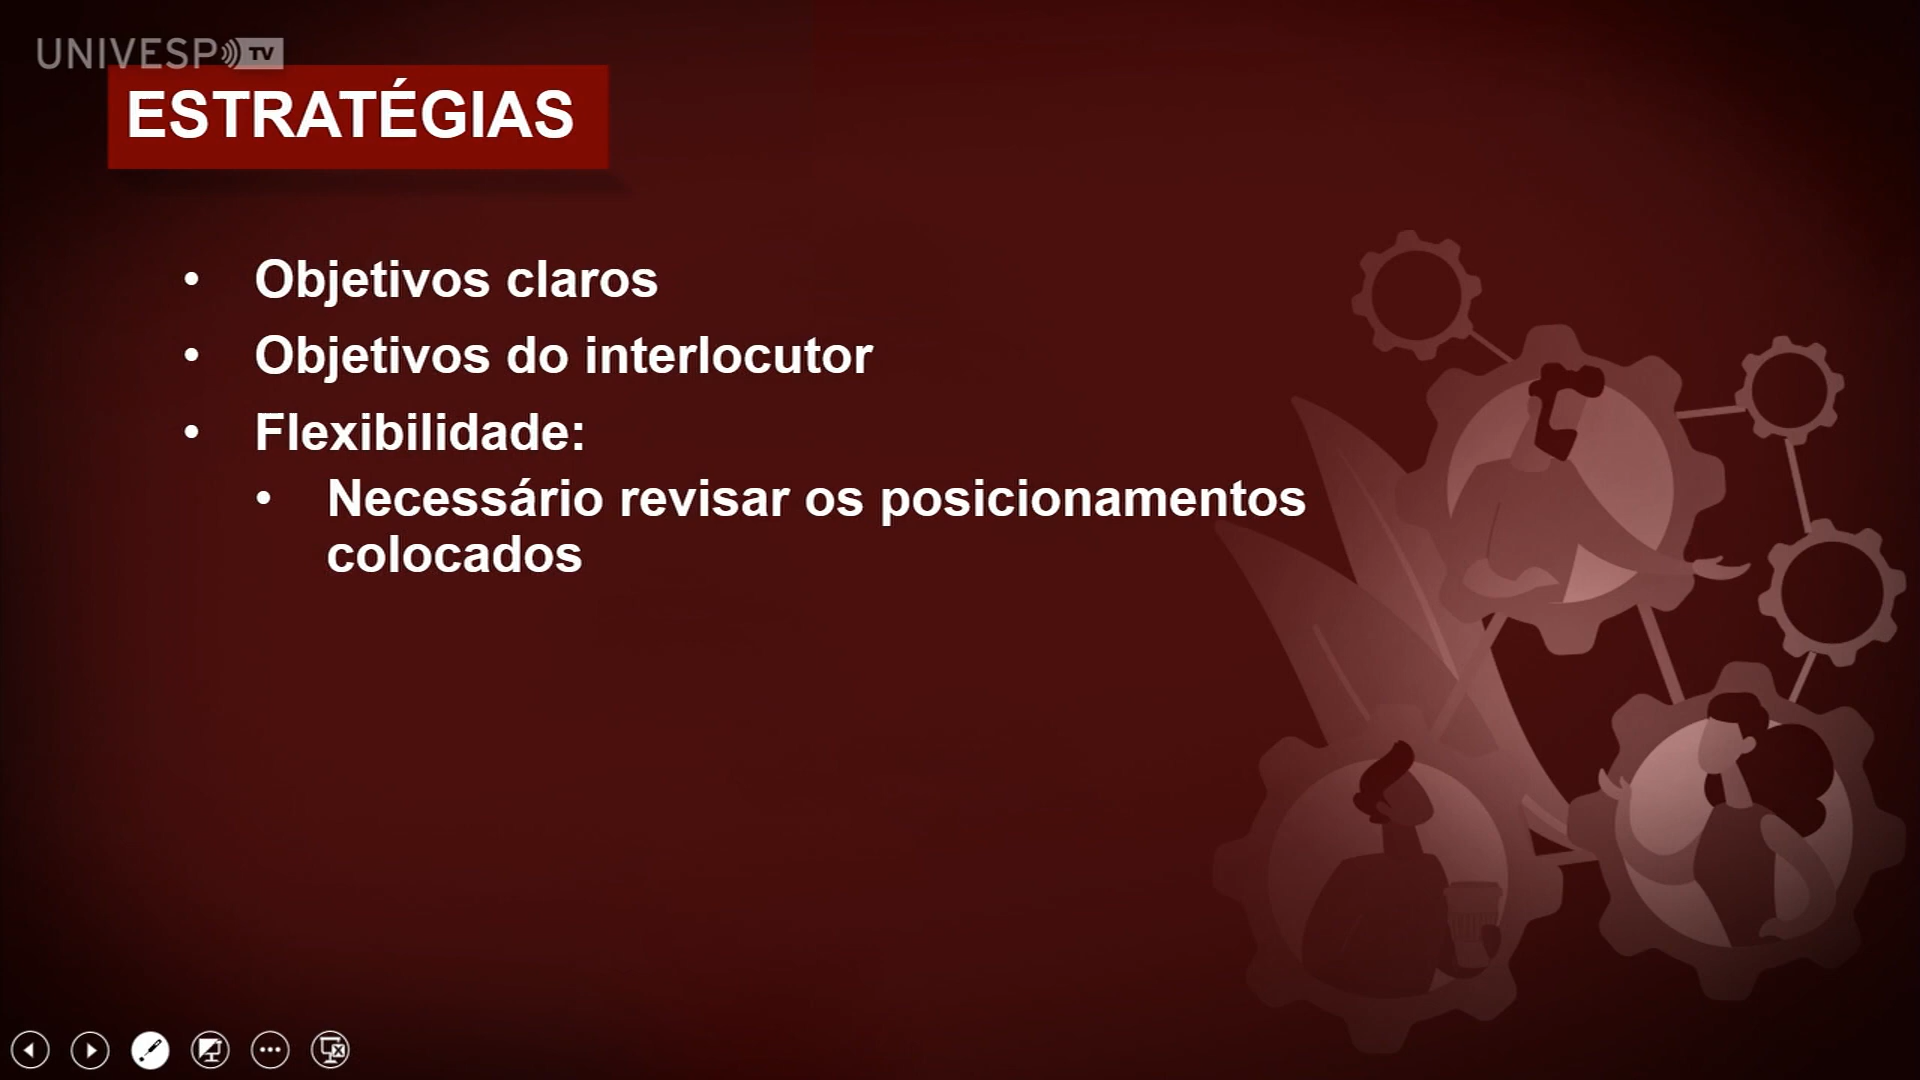 UNIVESP TV
ESTRATÉGIAS
• Objetivos claros
• Objetivos do interlocutor
• Flexibilidade:
• Necessário revisar os posicionamentos
colocados